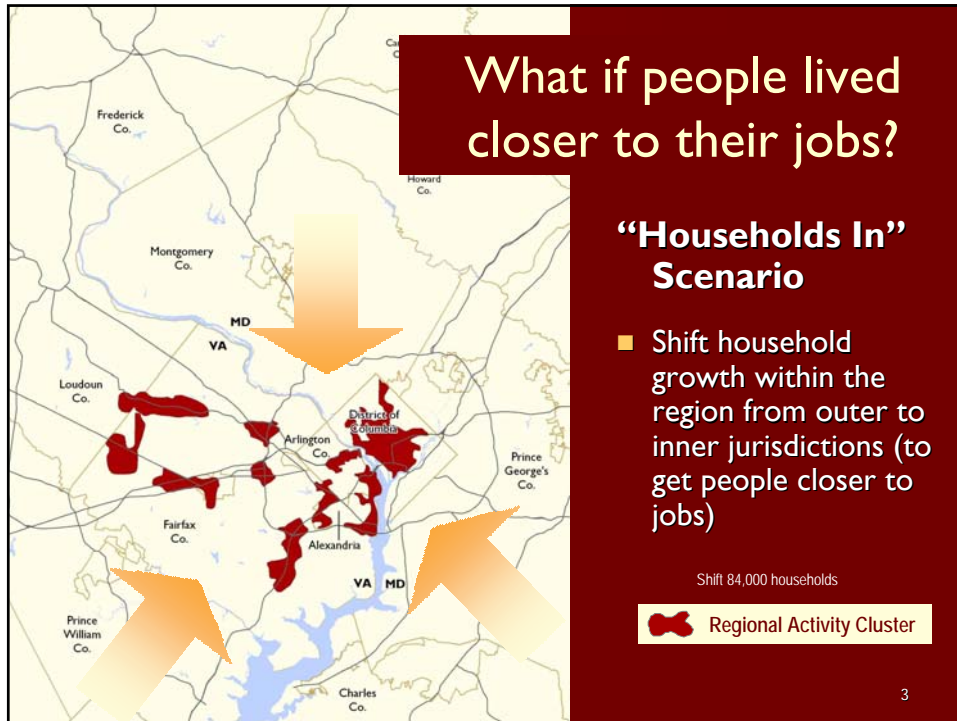 What if people lived
closer to their jobs?
Frederick
Co.
Howard
Co.
Montgomery
Co.
MD
VA
Loudoun
Co.
District of
Columbia
Arlington
Co.
Prince
George's
Co.
Fairfax
Co.
Alexandria
VA MD
Prince
William
Co.
Charles
Co.
“Households In”
Scenario
Shift household
growth within the
region from outer to
inner jurisdictions (to
get people closer to
jobs)
Shift 84,000 households
Regional Activity Cluster
3